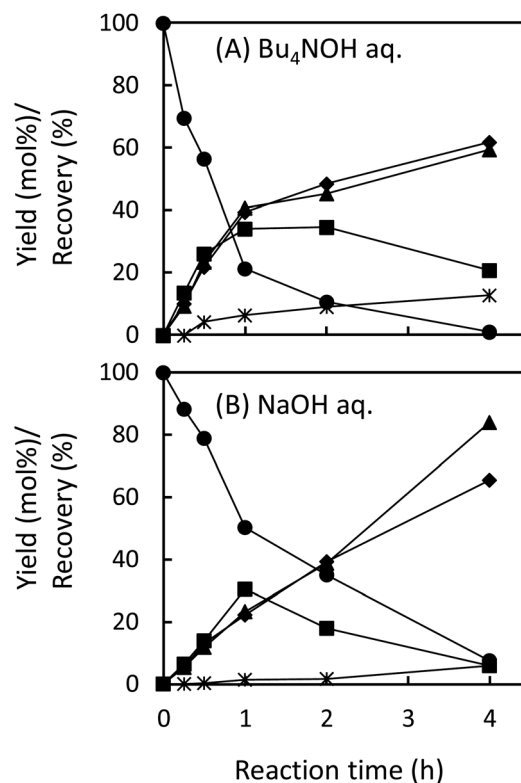 100
80
60
40
20
0
Yield (mol%)/
Recovery (%)
(A) Bu₄NOH aq.
100
80
60
40
20
0
Yield (mol%)/
Recovery (%)
(B) NaOH aq.
0 1 2 3 4
Reaction time (h)